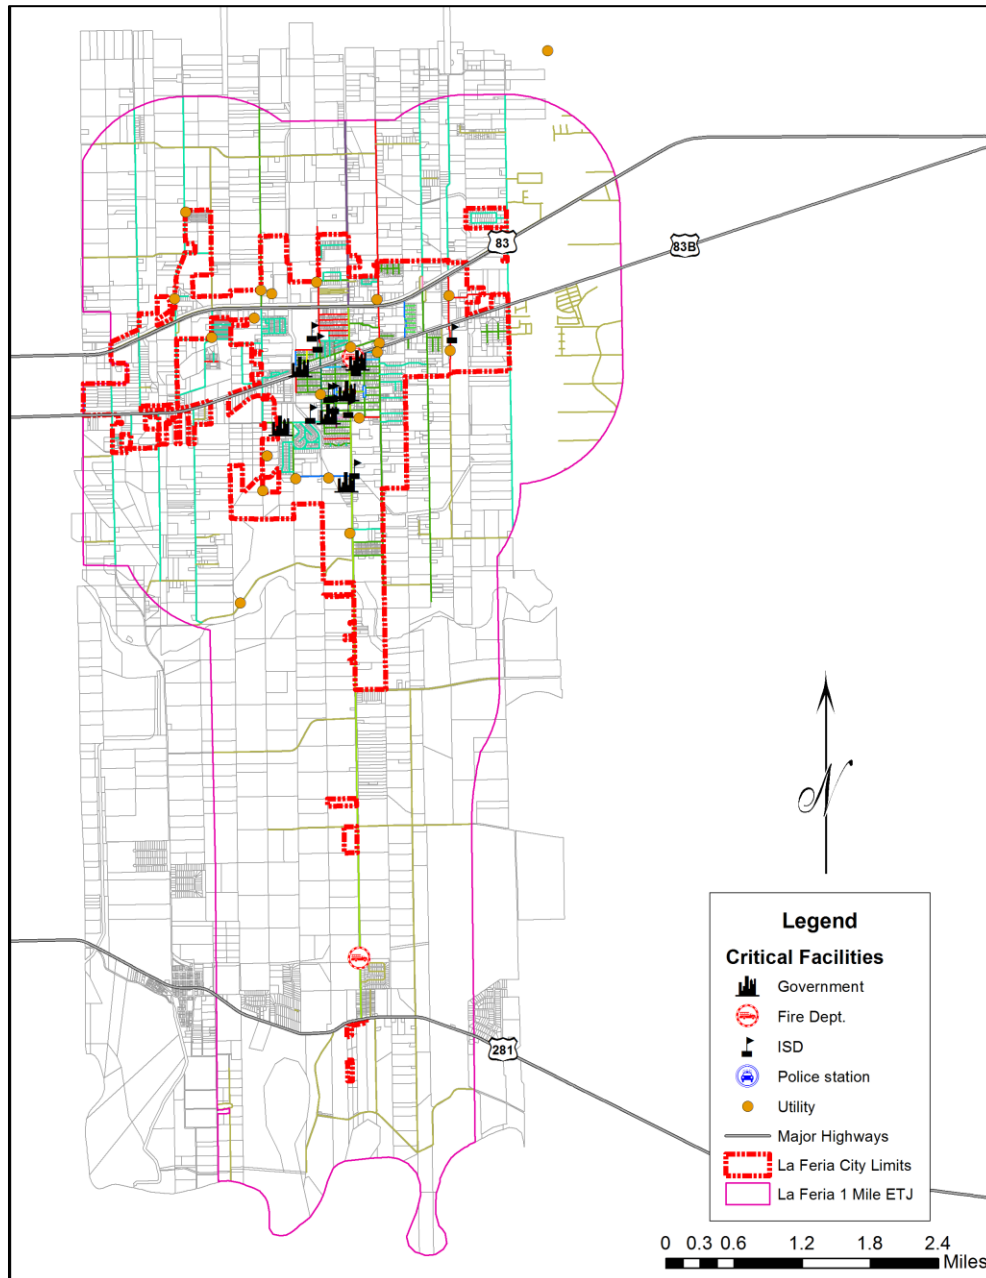 83
83B
N
281
Legend
Critical Facilities
Government
Fire Dept.
ISD
Police station
Utility
Major Highways
La Feria City Limits
La Feria 1 Mile ETJ
0 0.3 0.6 1.2 1.8 2.4
Miles